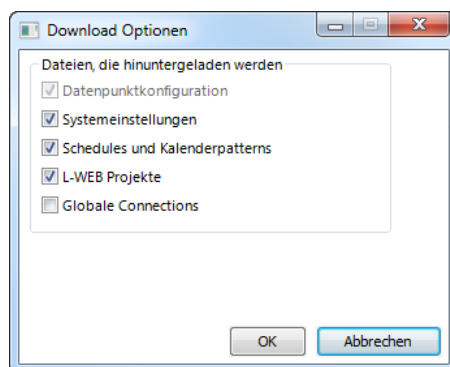 Download Optionen
Dateien, die hinuntergeladen werden
Datenpunktkonfiguration
Systemeinstellungen
Schedules und Kalenderpatterns
L-WEB Projekte
Globale Connections
OK Abbrechen